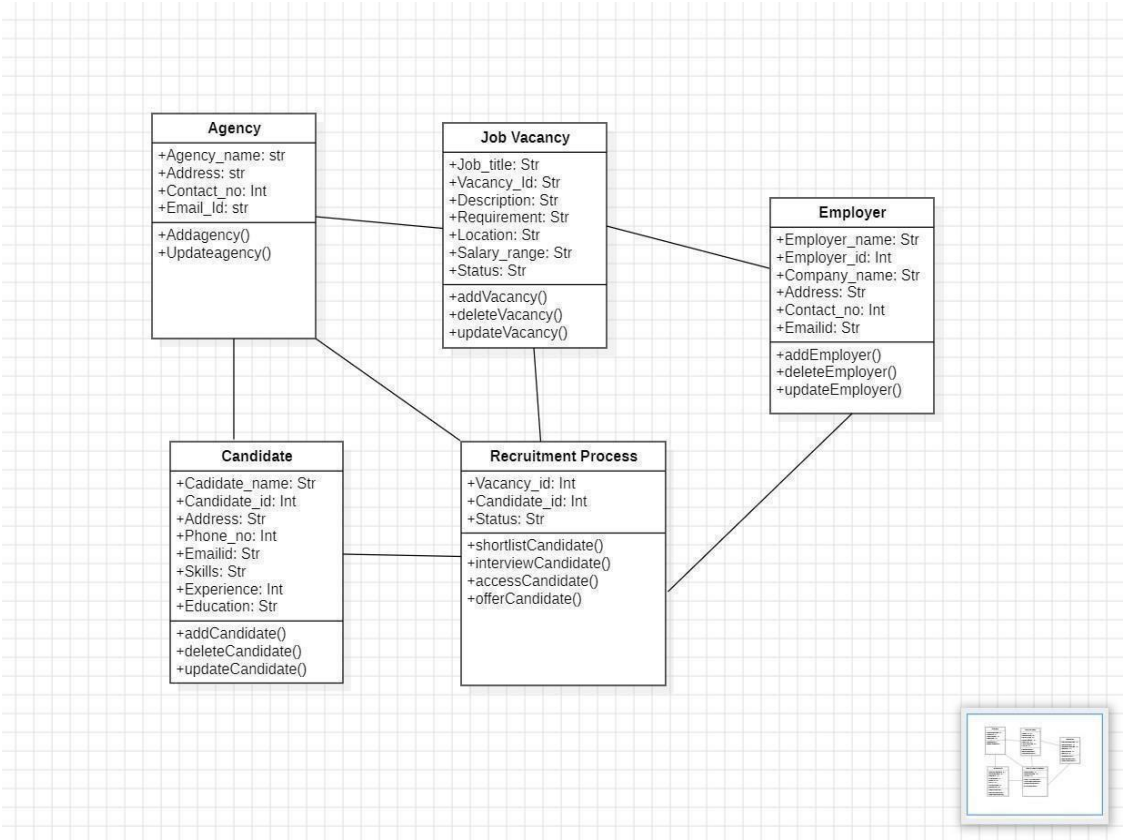 Agency
+Agency_name: str
+Address: str
+Contact_no: Int
+Email_Id: str
+Addagency()
+Updateagency()
Job Vacancy
+Job_title: Str
+Vacancy_Id: Str
+Description: Str
+Requirement: Str
+Location: Str
+Salary_range: Str
+Status: Str
+addVacancy()
+deleteVacancy()
+updateVacancy()
Employer
+Employer_name: Str
+Employer_id: Int
+Company_name: Str
+Address: Str
+Contact_no: Int
+Emailid: Str
+addEmployer()
+deleteEmployer()
+updateEmployer()
Candidate
+Cadidate_name: Str
+Candidate_id: Int
+Address: Str
+Phone_no: Int
+Emailid: Str
+Skills: Str
+Experience: Int
+Education: Str
+addCandidate()
+deleteCandidate()
+updateCandidate()
Recruitment Process
+Vacancy_id: Int
+Candidate_id: Int
+Status: Str
+shortlistCandidate()
+interviewCandidate()
+accessCandidate()
+offerCandidate()